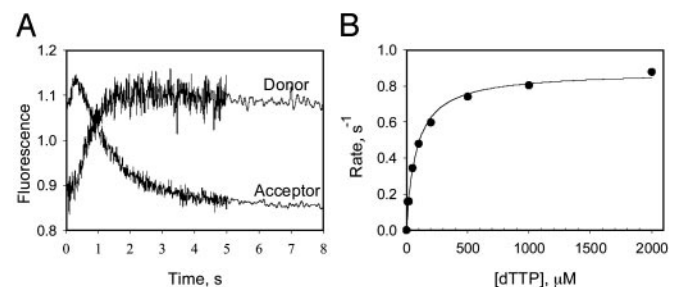 A
Fluorescence
1.2
1.1
1.0
0.9
0.8
Donor
Acceptor
0 1 2 3 4 5 6 7 8
Time, s
B
Rate, s-1
1.0
0.8
0.6
0.4
0.2
0.0
0 500 1000 1500 2000
[dTTP], μM